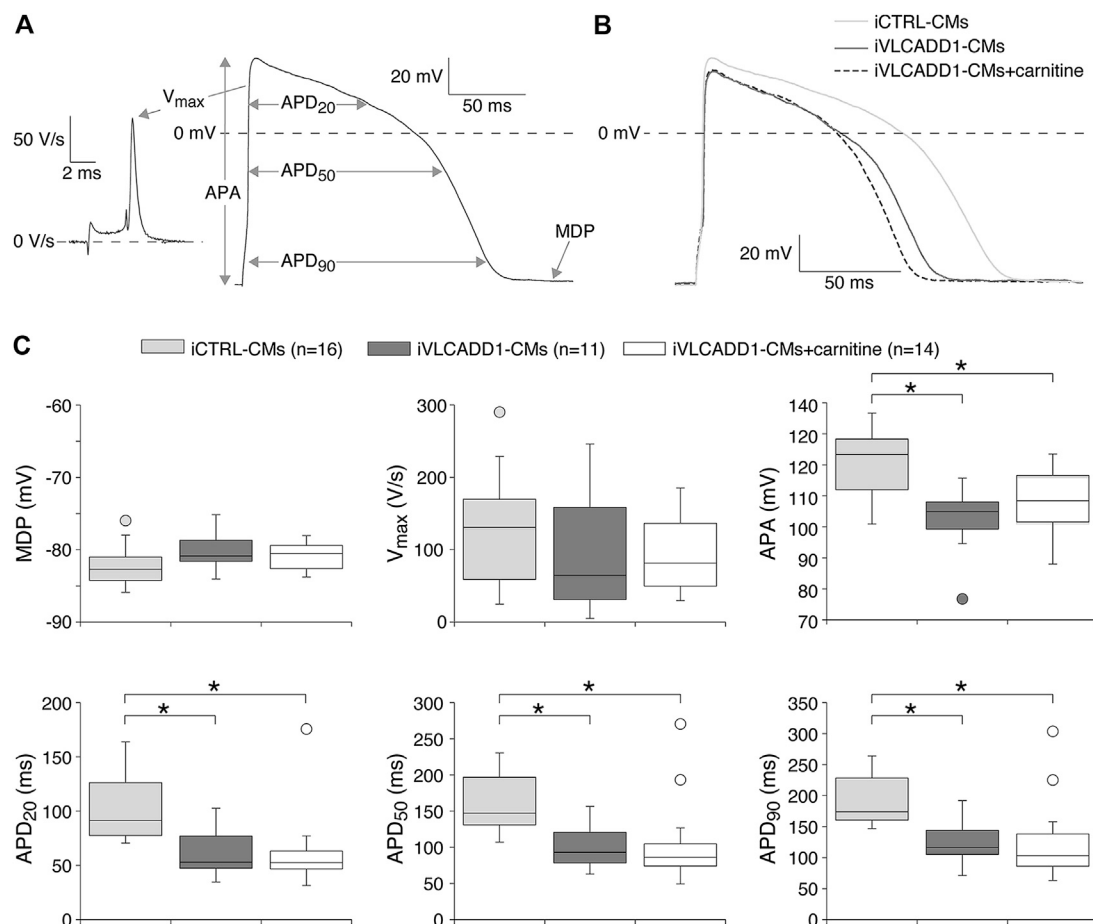 A
B
V max
APD20
20 mV
50 ms
0 mV
50 V/s
2 ms
APD50
APA
0 V/s
APD90
MDP
iCTRL-CMs
iVLCADD1-CMs
iVLCADD1-CMs+carnitine
0 mV
20 mV
50 ms
C
iCTRL-CMs (n=16)
iVLCADD1-CMs (n=11)
iVLCADD1-CMs+carnitine (n=14)
MDP (mV)
-60
-70
-80
-90
Vmax (V/s)
300
200
100
0
APA (mV)
140
120
120
110
100
90
80
70
*
*
APD20 (ms)
200
150
100
50
0
*
*
APD50 (ms)
300
250
200
150
100
50
0
*
*
APD90 (ms)
350
300
250
200
150
100
50
0
*
*